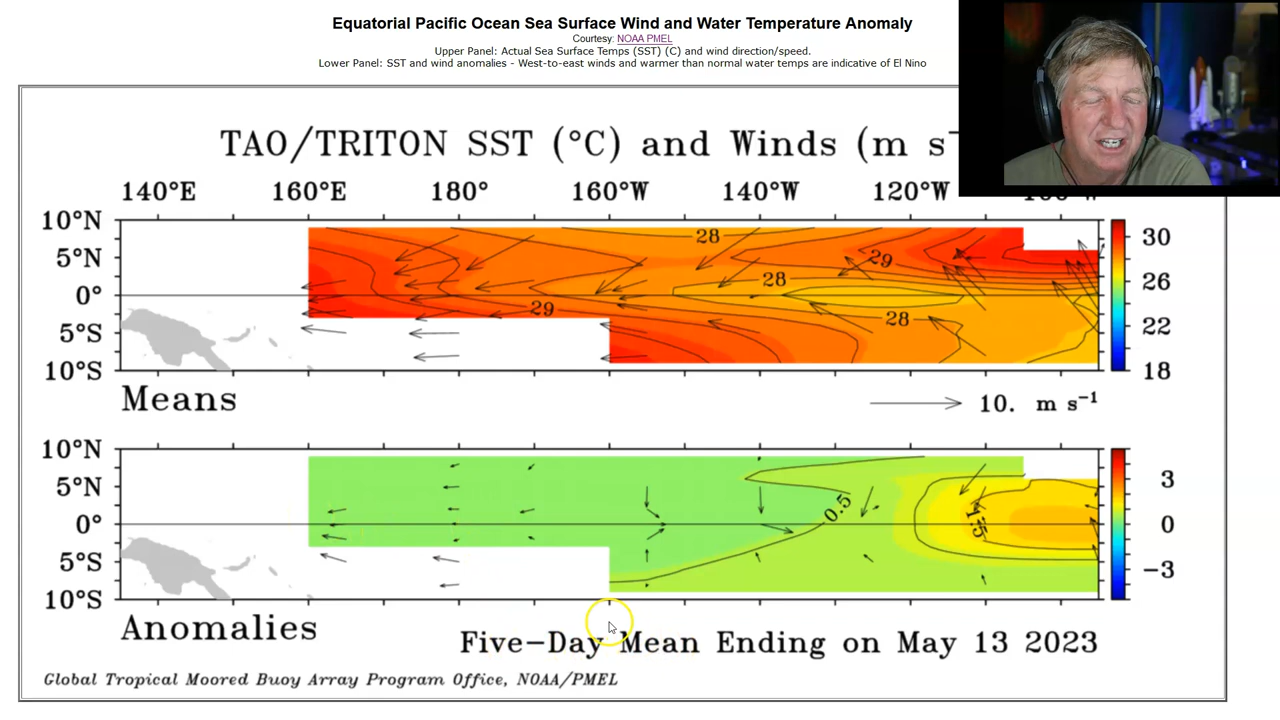 Equatorial Pacific Ocean Sea Surface Wind and Water Temperature Anomaly
Courtesy: NOAA PMEL
Upper Panel: Actual Sea Surface Temps (SST) (C) and wind direction/speed.
Lower Panel: SST and wind anomalies - West-to-east winds and warmer than normal water temps are indicative of El Nino
TAO/TRITON SST (°C) and Winds (m s⁻
140°E 160°E 180° 160°W 140°W 120°W
10°N
5°N
0°
5°S
10°S
28
29
28
29
28
30
26
22
18
Means
10. m s⁻¹
10°N
5°N
0°
5°S
10°S
0.5
1.5
3
0
−3
Anomalies
Five−Day Mean Ending on May 13 2023
Global Tropical Moored Buoy Array Program Office, NOAA/PMEL